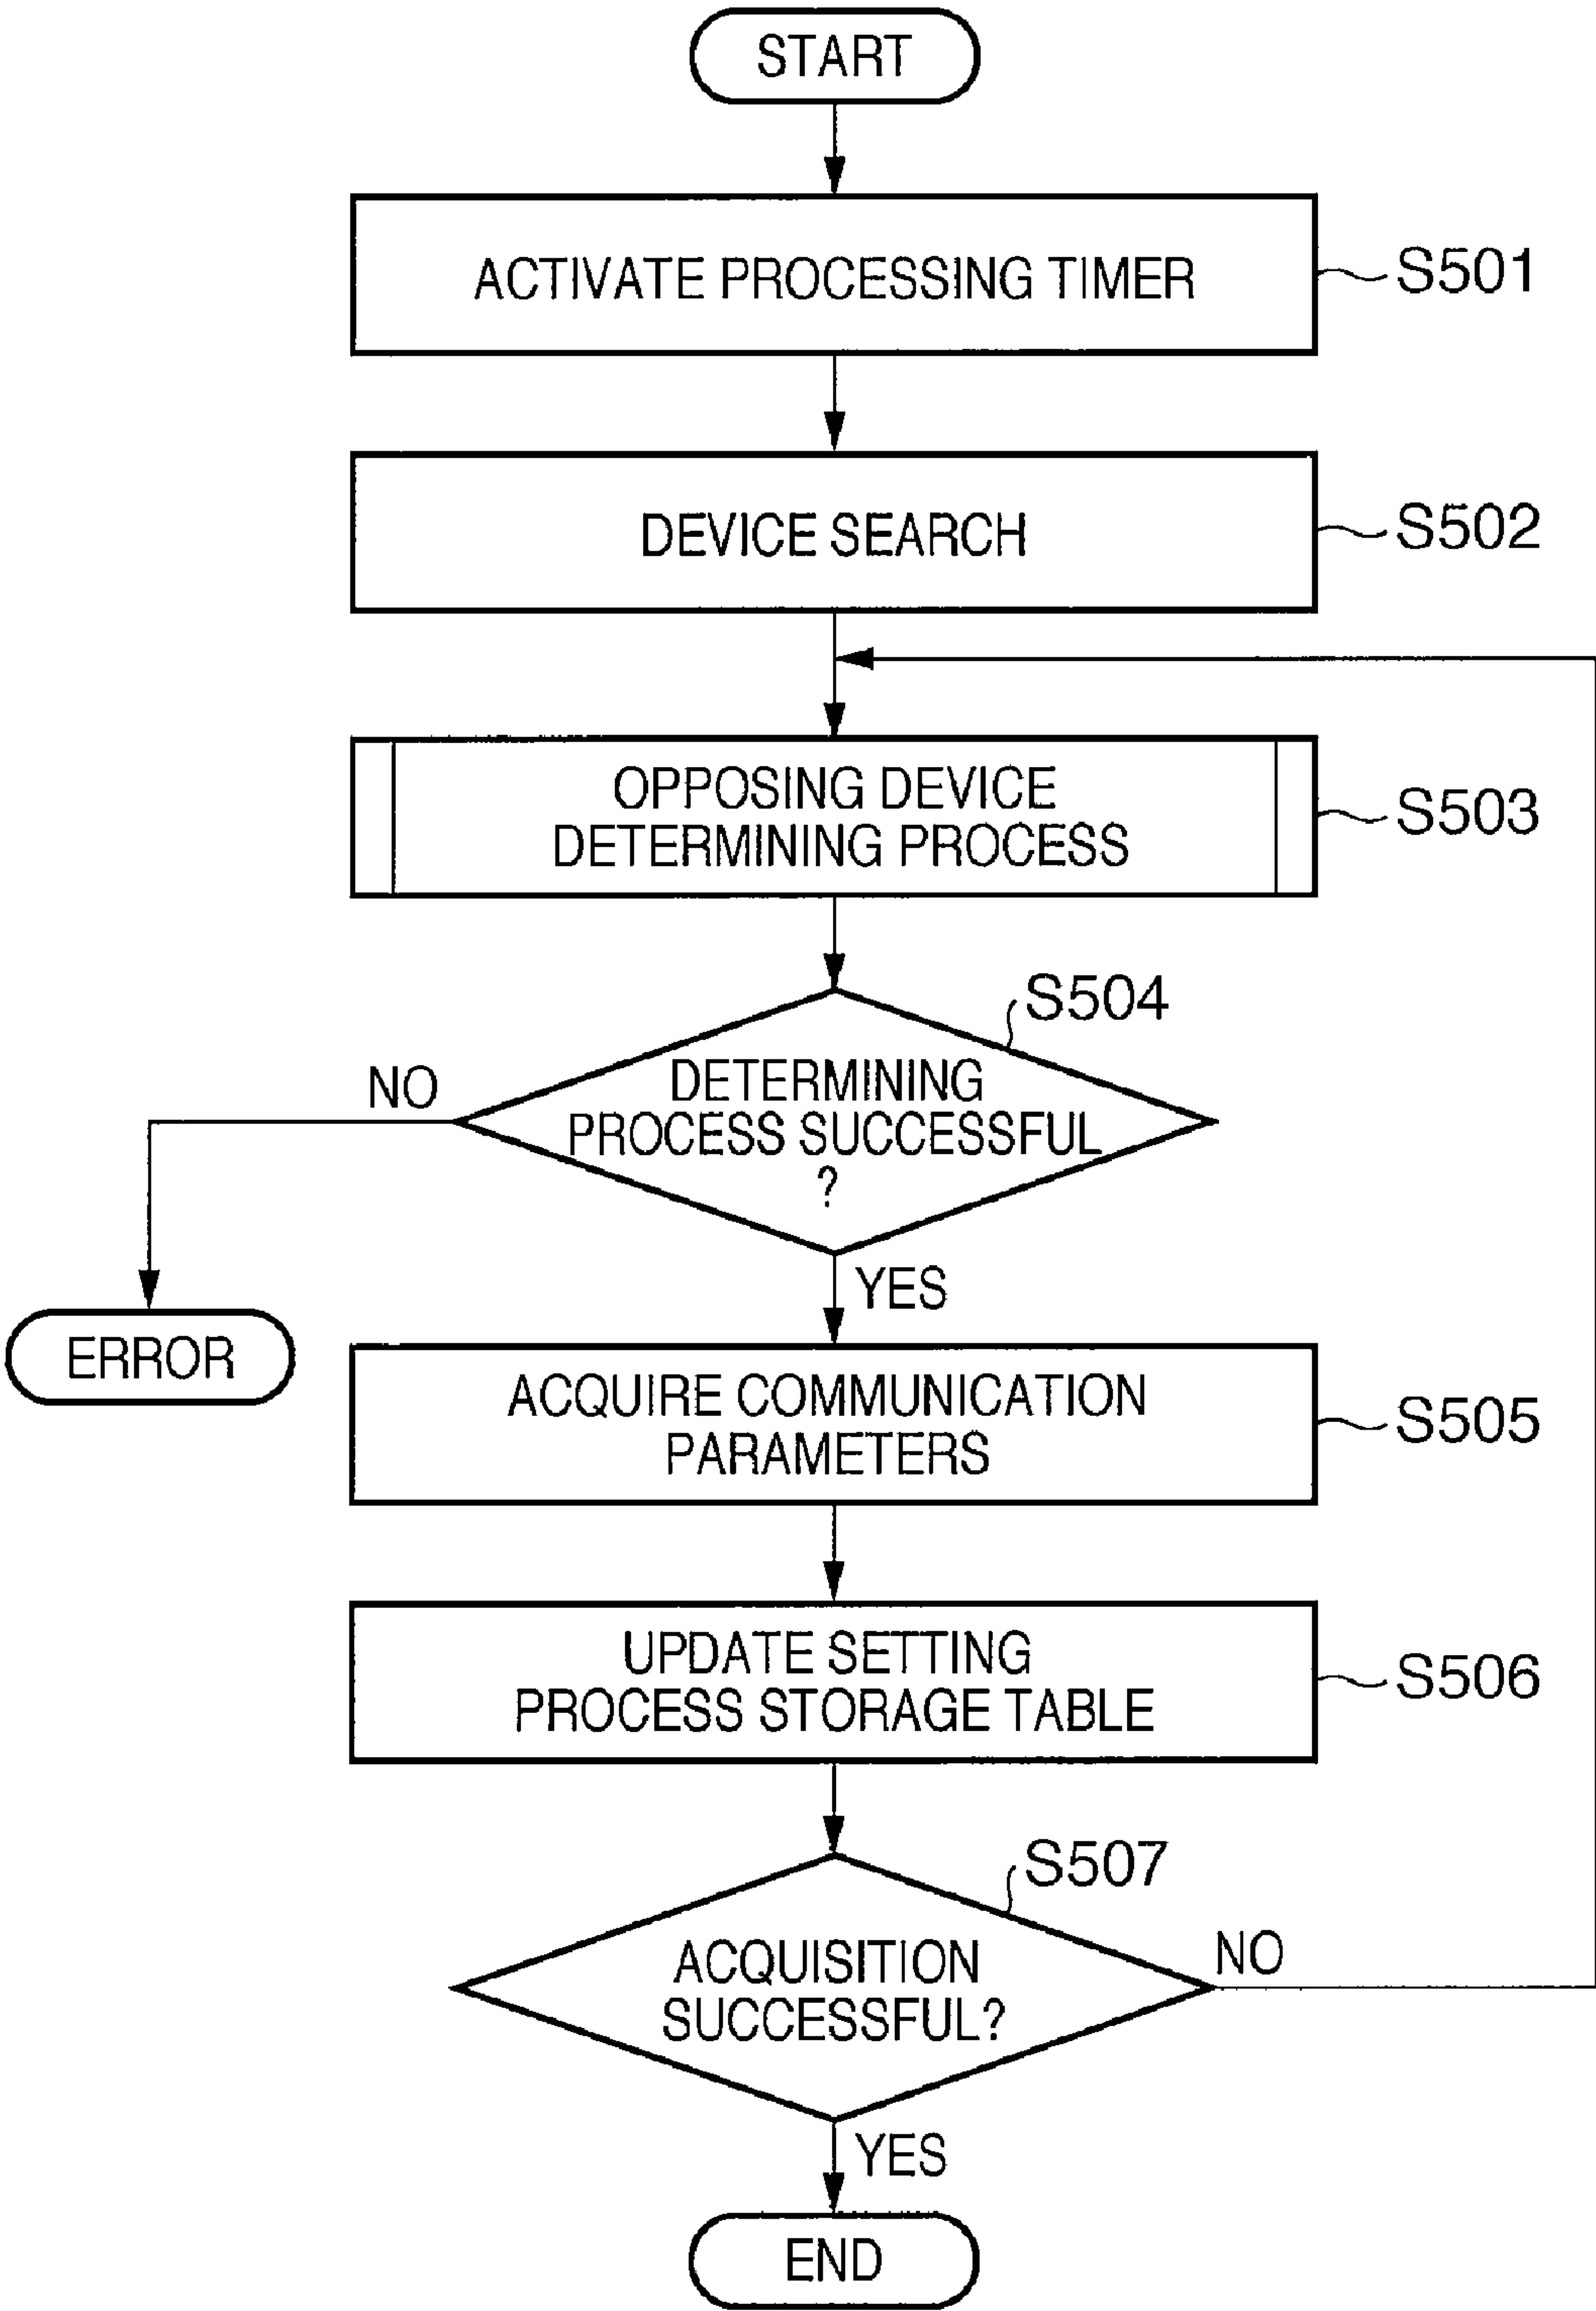 START
ACTIVATE PROCESSING TIMER
S501
DEVICE SEARCH
S502
OPPOSING DEVICE
DETERMINING PROCESS
S503
S504
DETERMINING
PROCESS SUCCESSFUL
?
NO
YES
ERROR
ACQUIRE COMMUNICATION
PARAMETERS
S505
UPDATE SETTING
PROCESS STORAGE TABLE
S506
S507
ACQUISITION
SUCCESSFUL?
NO
YES
END